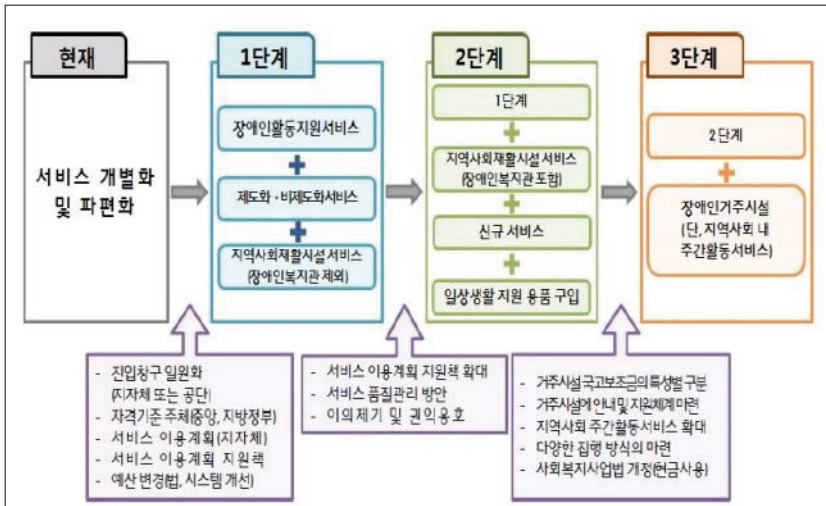 현재
서비스 개별화
및 파편화
1단계
장애인활동지원서비스
+
제도화·비제도화서비스
+
지역사회재활시설 서비스
(장애인복지관 제외)
2단계
1단계
+
지역사회재활시설 서비스
(장애인복지관 포함)
+
신규 서비스
+
일상생활 지원 용품 구입
3단계
2단계
+
장애인거주시설
(단, 지역사회 내
주간활동서비스)
- 진입창구 일원화
(지자체 또는 공단)
- 자격기준 주체(중앙, 지방정부)
- 서비스 이용계획(지자체)
- 서비스 이용계획 지원책
- 예산 변경(법, 시스템 개선)
- 서비스 이용계획 지원책 확대
- 서비스 품질관리 방안
- 이의제기 및 권익옹호
- 거주시설 국고보조금의 특성별 구분
- 거주시설에 안내 및 지원체계 마련
- 지역사회 주간활동서비스 확대
- 다양한 집행 방식의 마련
- 사회복지사업법 개정(현금사용)